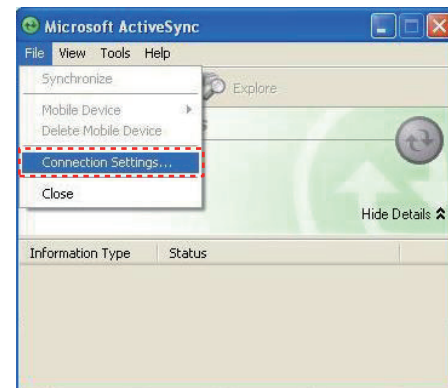 Microsoft ActiveSync
File View Tools Help
Synchronize
Explore
Mobile Device
Delete Mobile Device
Connection Settings...
Close
Hide Details
Information Type Status